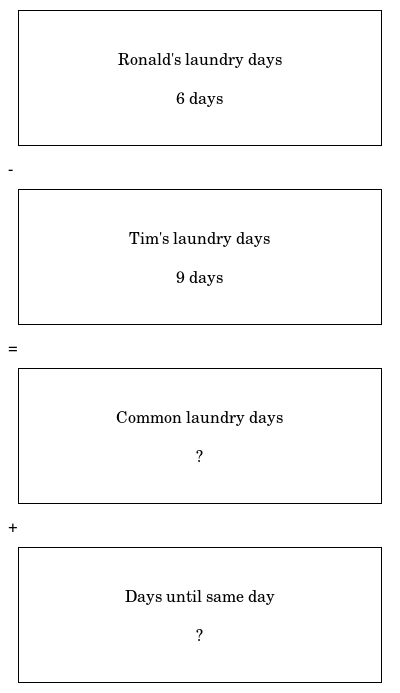 Ronald's laundry days
6 days
-
Tim's laundry days
9 days
=
Common laundry days
?
+
Days until same day
?